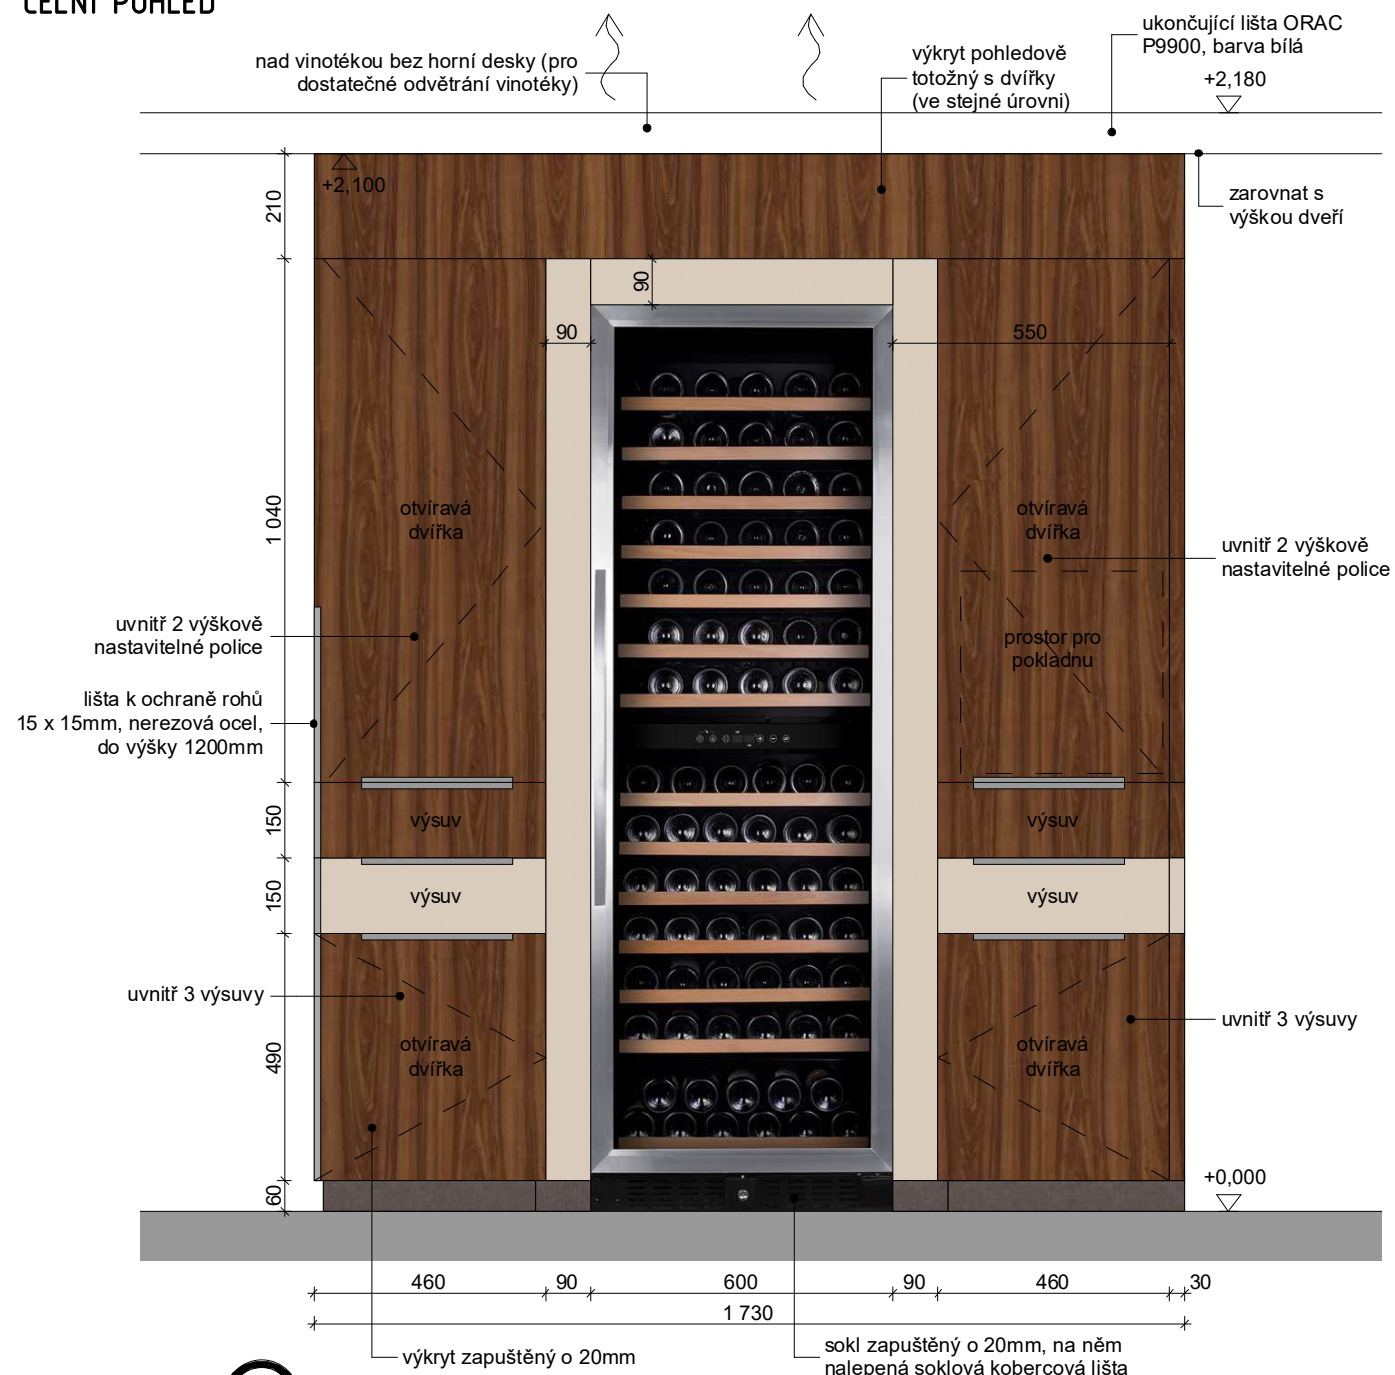 ČELNÍ POHLED
nad vinotékou bez horní desky (pro
dostatečné odvětrání vinotéky)
výkryt pohledově
totožný s dvířky
(ve stejné úrovni)
ukončující lišta ORAC
P9900, barva bílá
+2,180
+2,100
zarovnat s
výškou dveří
210
90
90
550
1 040
otvíravá
dvířka
otvíravá
dvířka
uvnitř 2 výškově
nastavitelné police
uvnitř 2 výškově
nastavitelné police
prostor pro
pokladnu
lišta k ochraně rohů
15 x 15mm, nerezová ocel,
do výšky 1200mm
150
výsuv
výsuv
150
výsuv
výsuv
uvnitř 3 výsuvy
uvnitř 3 výsuvy
490
otvíravá
dvířka
otvíravá
dvířka
60
+0,000
460
90
600
90
460
30
1 730
výkryt zapuštěný o 20mm
sokl zapuštěný o 20mm, na něm
nalepená soklová kobercová lišta